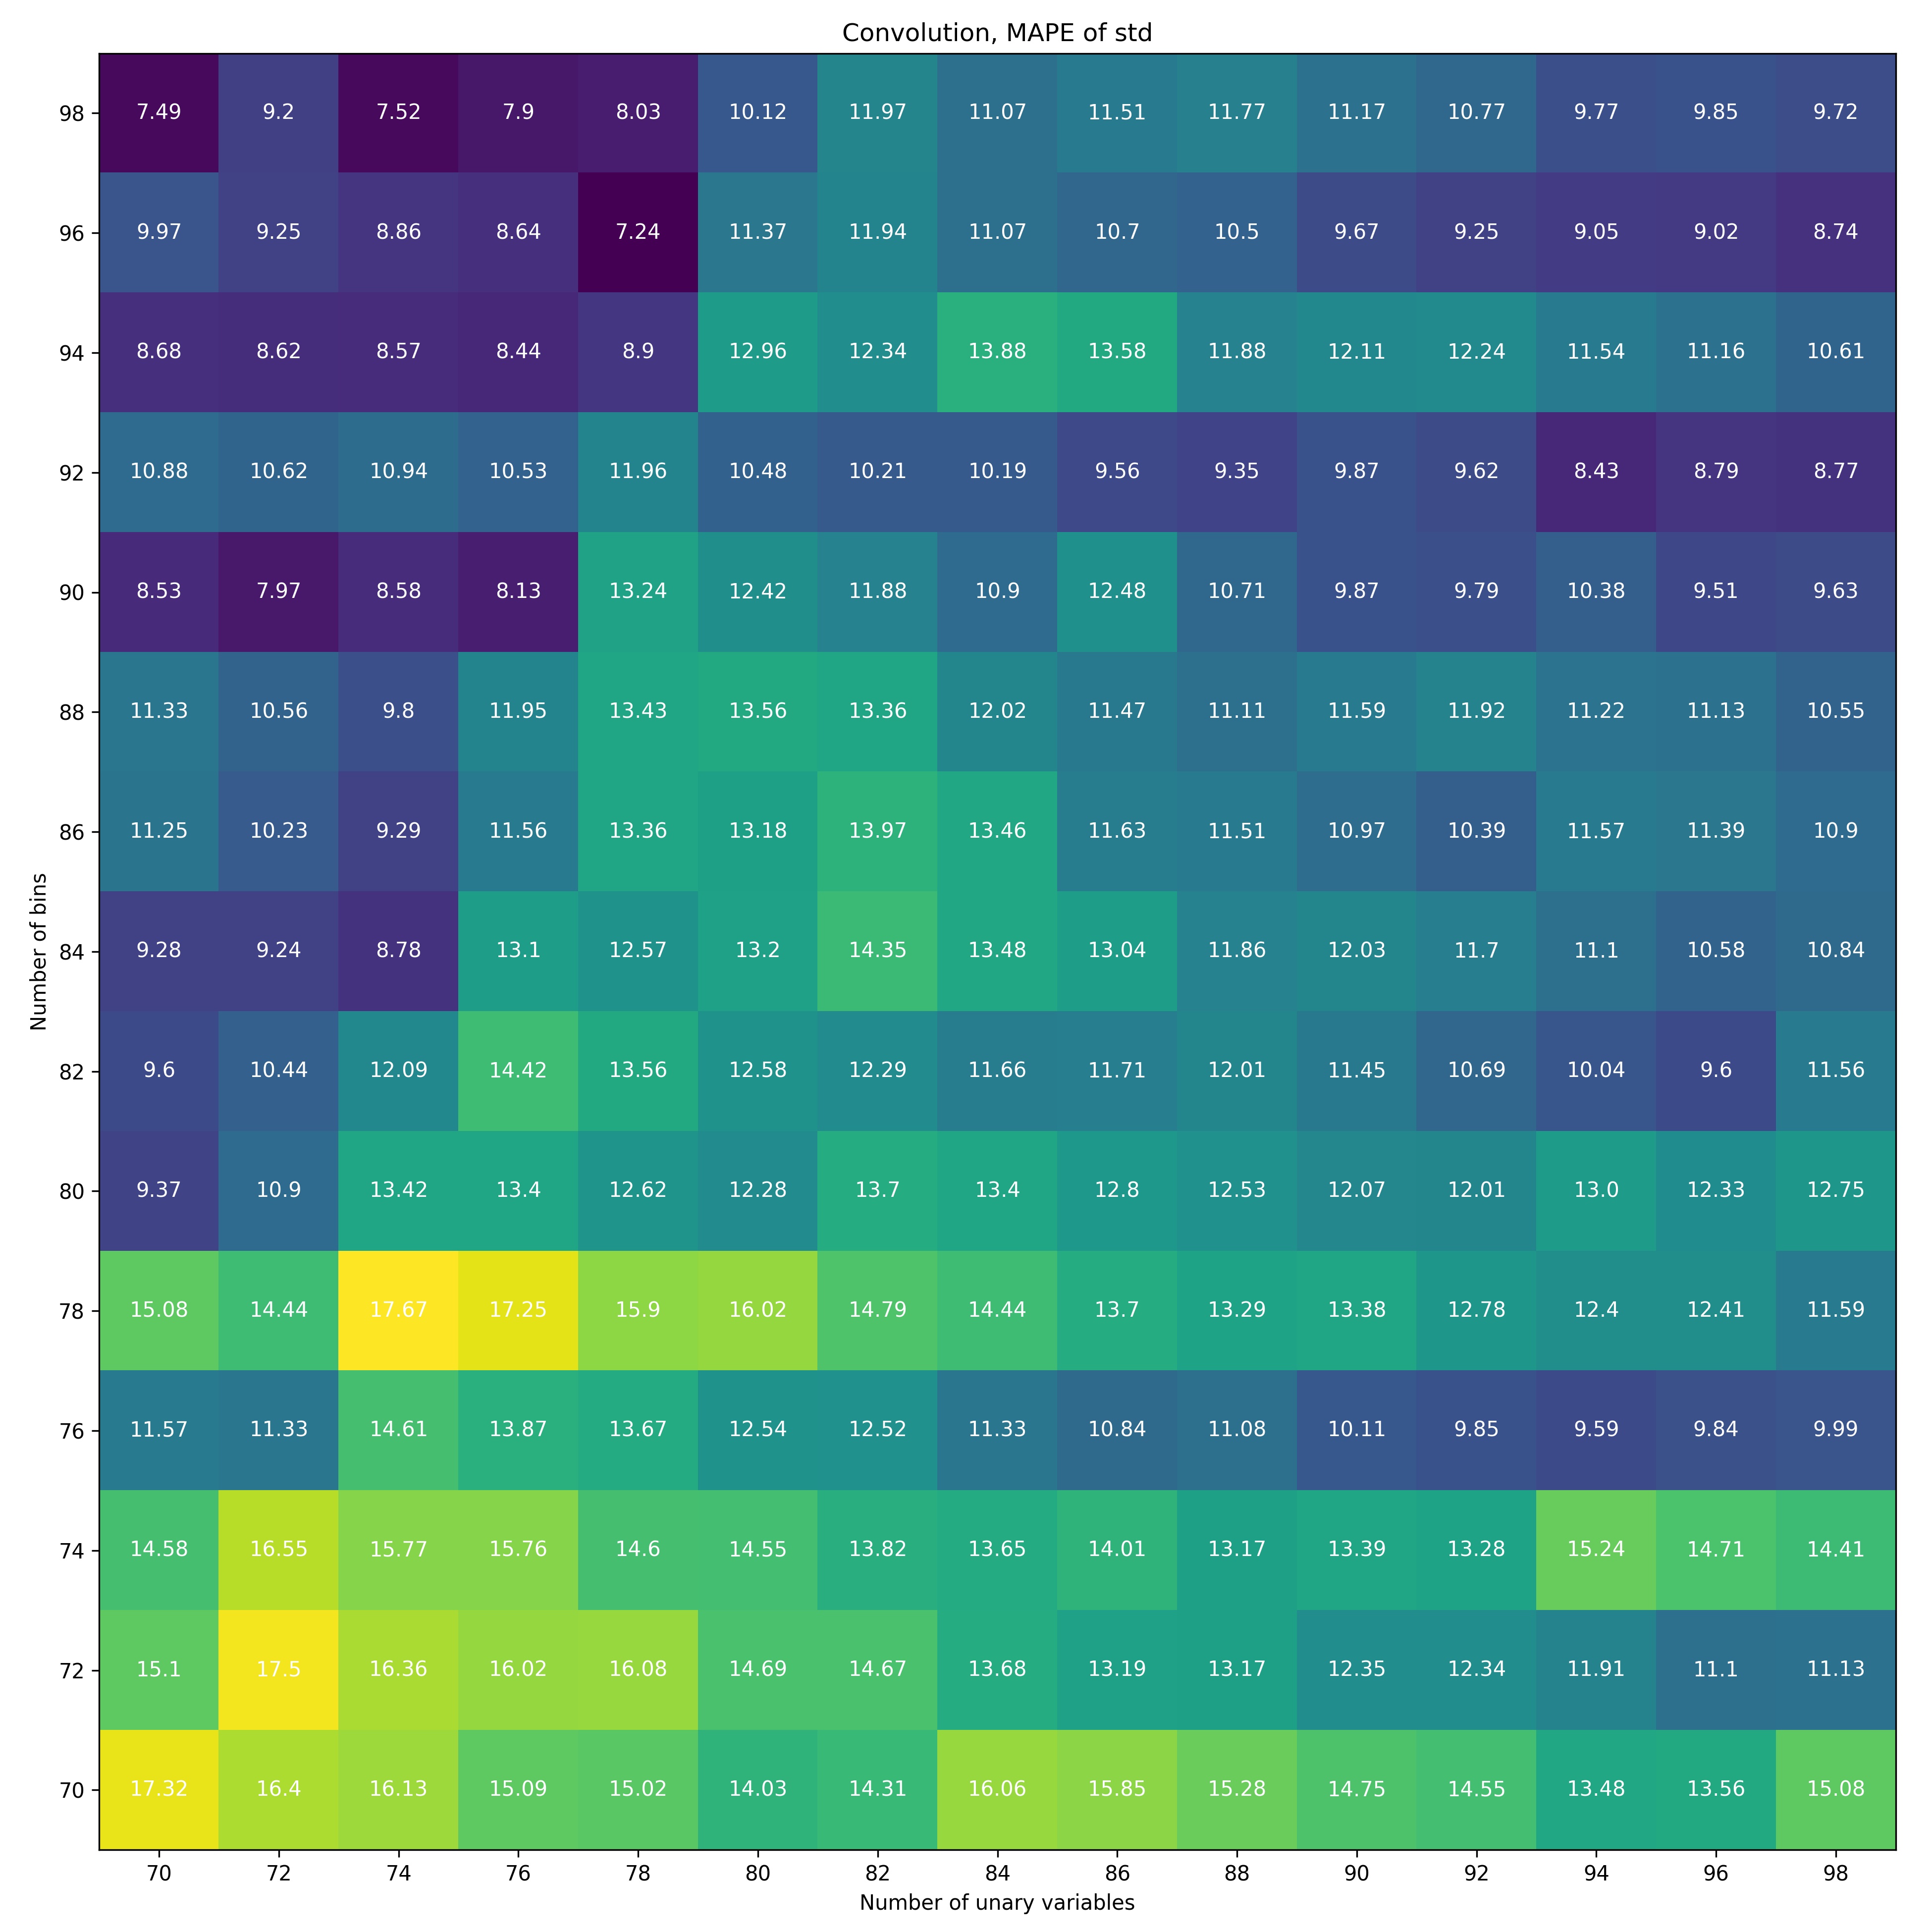 Convolution, MAPE of std
98 7.49 9.2 7.52 7.9 8.03 10.12 11.97 11.07 11.51 11.77 11.17 10.77 9.77 9.85 9.72
96 9.97 9.25 8.86 8.64 7.24 11.37 11.94 11.07 10.7 10.5 9.67 9.25 9.05 9.02 8.74
94 8.68 8.62 8.57 8.44 8.9 12.96 12.34 13.88 13.58 11.88 12.11 12.24 11.54 11.16 10.61
92 10.88 10.62 10.94 10.53 11.96 10.48 10.21 10.19 9.56 9.35 9.87 9.62 8.43 8.79 8.77
90 8.53 7.97 8.58 8.13 13.24 12.42 11.88 10.9 12.48 10.71 9.87 9.79 10.38 9.51 9.63
88 11.33 10.56 9.8 11.95 13.43 13.56 13.36 12.02 11.47 11.11 11.59 11.92 11.22 11.13 10.55
86 11.25 10.23 9.29 11.56 13.36 13.18 13.97 13.46 11.63 11.51 10.97 10.39 11.57 11.39 10.9
Number of bins
84 9.28 9.24 8.78 13.1 12.57 13.2 14.35 13.48 13.04 11.86 12.03 11.7 11.1 10.58 10.84
82 9.6 10.44 12.09 14.42 13.56 12.58 12.29 11.66 11.71 12.01 11.45 10.69 10.04 9.6 11.56
80 9.37 10.9 13.42 13.4 12.62 12.28 13.7 13.4 12.8 12.53 12.07 12.01 13.0 12.33 12.75
78 15.08 14.44 17.67 17.25 15.9 16.02 14.79 14.44 13.7 13.29 13.38 12.78 12.4 12.41 11.59
76 11.57 11.33 14.61 13.87 13.67 12.54 12.52 11.33 10.84 11.08 10.11 9.85 9.59 9.84 9.99
74 14.58 16.55 15.77 15.76 14.6 14.55 13.82 13.65 14.01 13.17 13.39 13.28 15.24 14.71 14.41
72 15.1 17.5 16.36 16.02 16.08 14.69 14.67 13.68 13.19 13.17 12.35 12.34 11.91 11.1 11.13
70 17.32 16.4 16.13 15.09 15.02 14.03 14.31 16.06 15.85 15.28 14.75 14.55 13.48 13.56 15.08
70 72 74 76 78 80 82 84 86 88 90 92 94 96 98
Number of unary variables